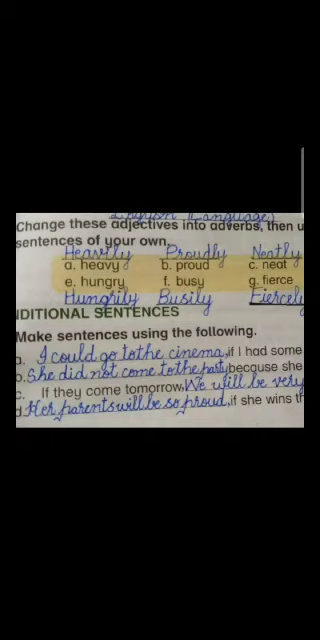 English (Language)
Change these adjectives into adverbs, then u
sentences of your own.
Heavily Proudly Neatly
a. heavy b. proud c. neat
e. hungry f. busy g. fierce
Hungrily Busily Fiercely
NDITIONAL SENTENCES
Make sentences using the following.
a. I could go to the cinema, if I had some
b. She did not come to the party because she
c. If they come tomorrow, We will be very
d. Her parents will be so proud, if she wins th